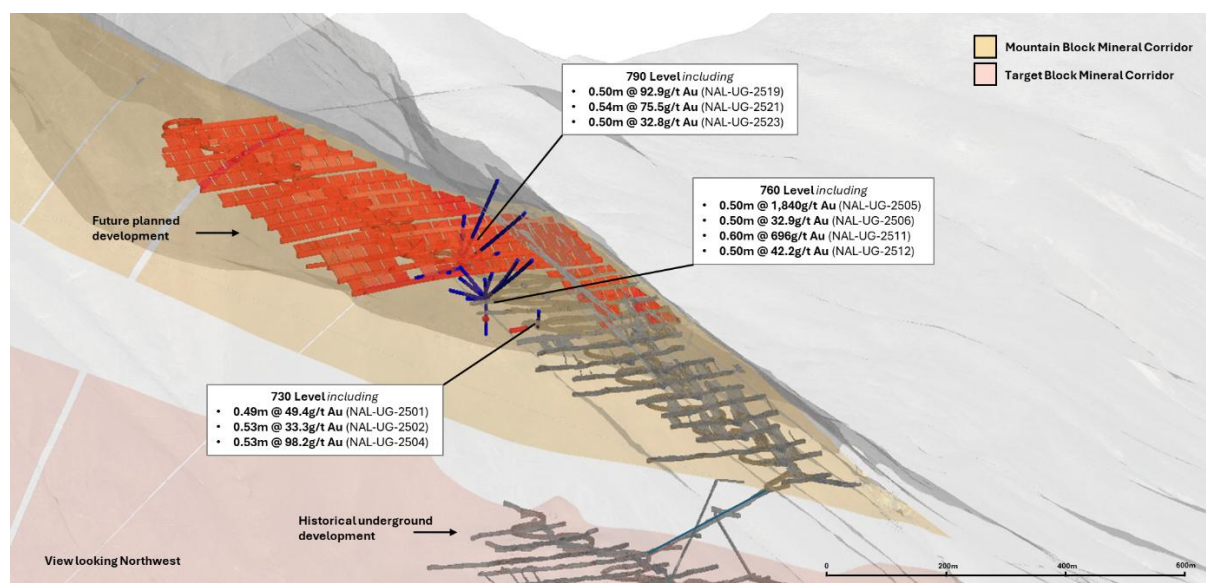 Mountain Block Mineral Corridor
Target Block Mineral Corridor
790 Level including
• 0.50m @ 92.9g/t Au (NAL-UG-2519)
• 0.54m @ 75.5g/t Au (NAL-UG-2521)
• 0.50m @ 32.8g/t Au (NAL-UG-2523)
760 Level including
• 0.50m @ 1,840g/t Au (NAL-UG-2505)
• 0.50m @ 32.9g/t Au (NAL-UG-2506)
• 0.60m @ 696g/t Au (NAL-UG-2511)
• 0.50m @ 42.2g/t Au (NAL-UG-2512)
Future planned
development
730 Level including
• 0.49m @ 49.4g/t Au (NAL-UG-2501)
• 0.53m @ 33.3g/t Au (NAL-UG-2502)
• 0.53m @ 98.2g/t Au (NAL-UG-2504)
Historical underground
development
View looking Northwest
0 200m 400m 600m